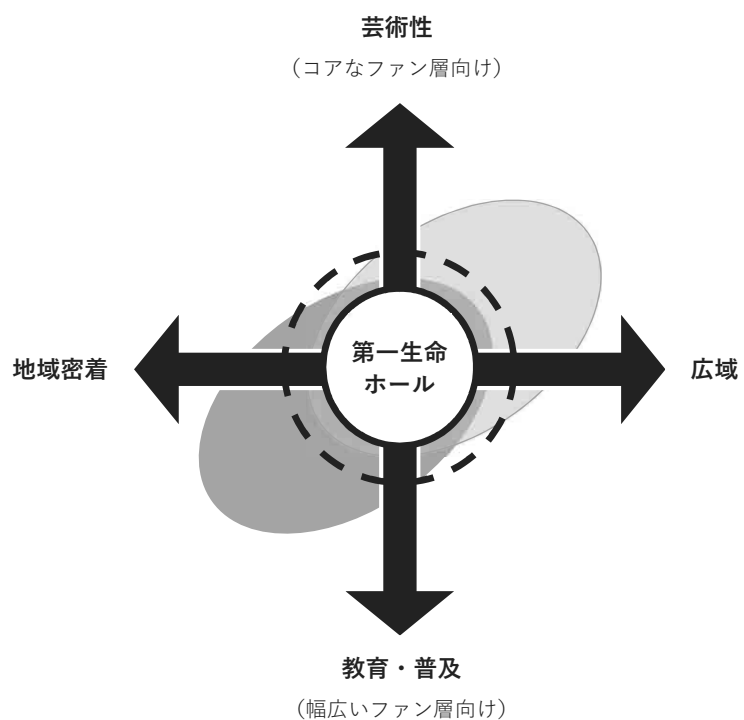 芸術性
（コアなファン層向け）
第一生命
ホール
地域密着
広域
教育・普及
（幅広いファン層向け）